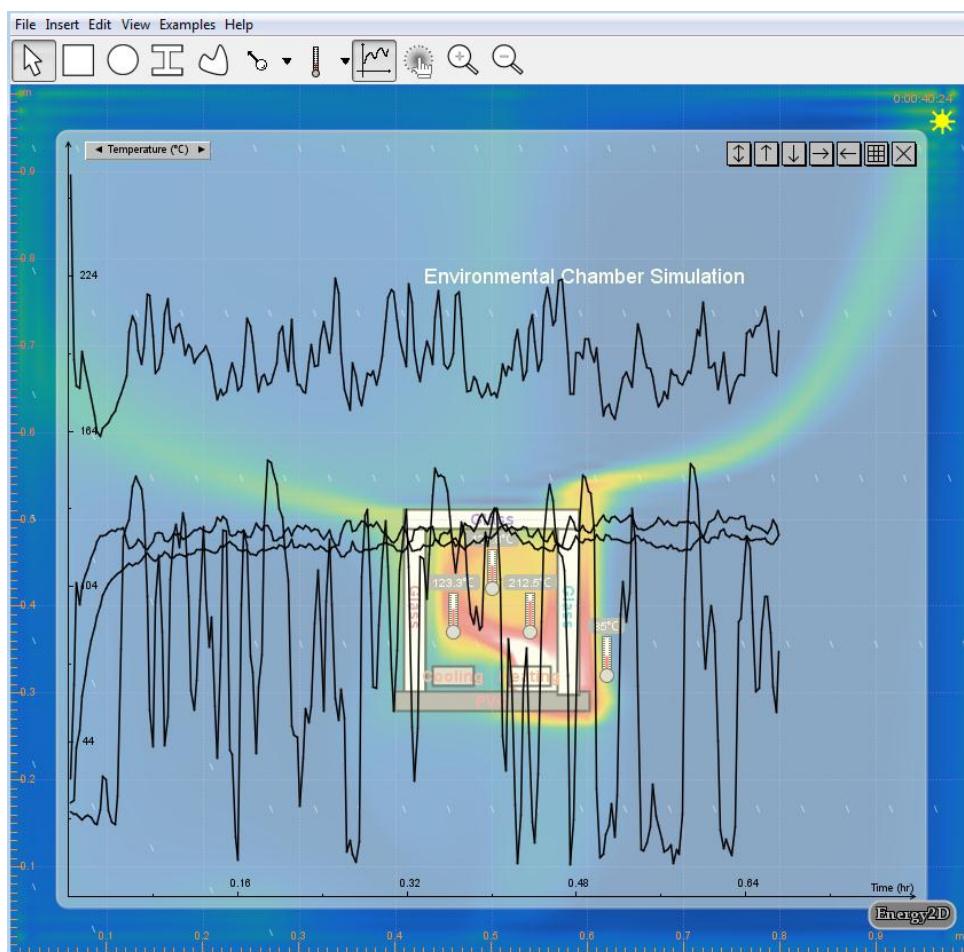 File Insert Edit View Examples Help
m
0:00:40:24
◄ Temperature (°C) ►
0.9
0.8
224
Environmental Chamber Simulation
0.7
164
0.6
0.5
Glass
104
123.3°C
212.5°C
0.4
Glass
Glass
85°C
Cooling
Heating
0.3
44
0.2
0.1
0.16
0.32
0.48
0.64
Time (hr)
Energy2D
0.1
0.2
0.3
0.4
0.5
0.6
0.7
0.8
0.9
m